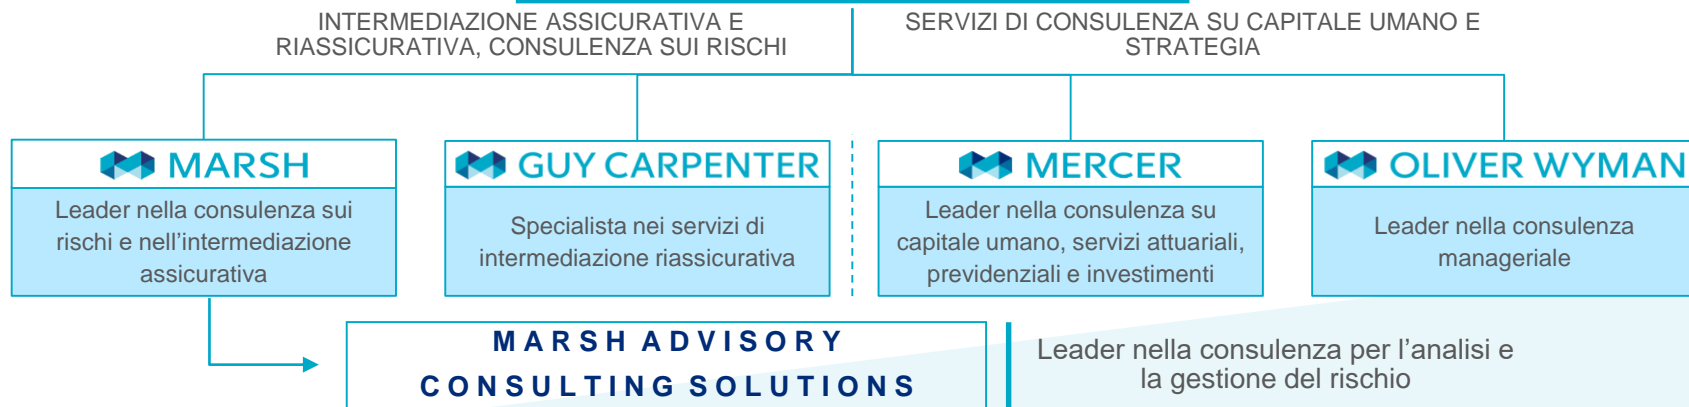 INTERMEDIAZIONE ASSICURATIVA E
RIASSICURATIVA, CONSULENZA SUI RISCHI
SERVIZI DI CONSULENZA SU CAPITALE UMANO E
STRATEGIA
MARSH
Leader nella consulenza sui
rischi e nell’intermediazione
assicurativa
GUY CARPENTER
Specialista nei servizi di
intermediazione riassicurativa
MERCER
Leader nella consulenza su
capitale umano, servizi attuariali,
previdenziali e investimenti
OLIVER WYMAN
Leader nella consulenza
manageriale
MARSH ADVISORY
CONSULTING SOLUTIONS
Leader nella consulenza per l’analisi e
la gestione del rischio